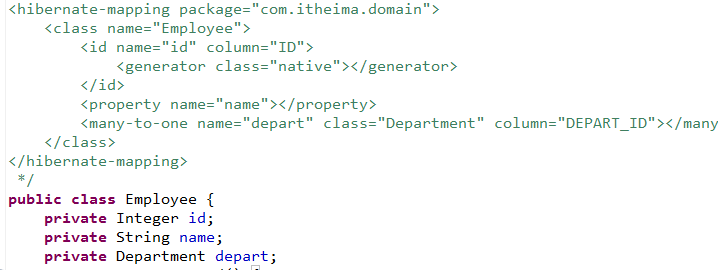 <hibernate-mapping package="com.itheima.domain">
<class name="Employee">
<id name="id" column="ID">
<generator class="native"></generator>
</id>
<property name="name"></property>
<many-to-one name="depart" class="Department" column="DEPART_ID"></many
</class>
</hibernate-mapping>
*/
public class Employee {
private Integer id;
private String name;
private Department depart;